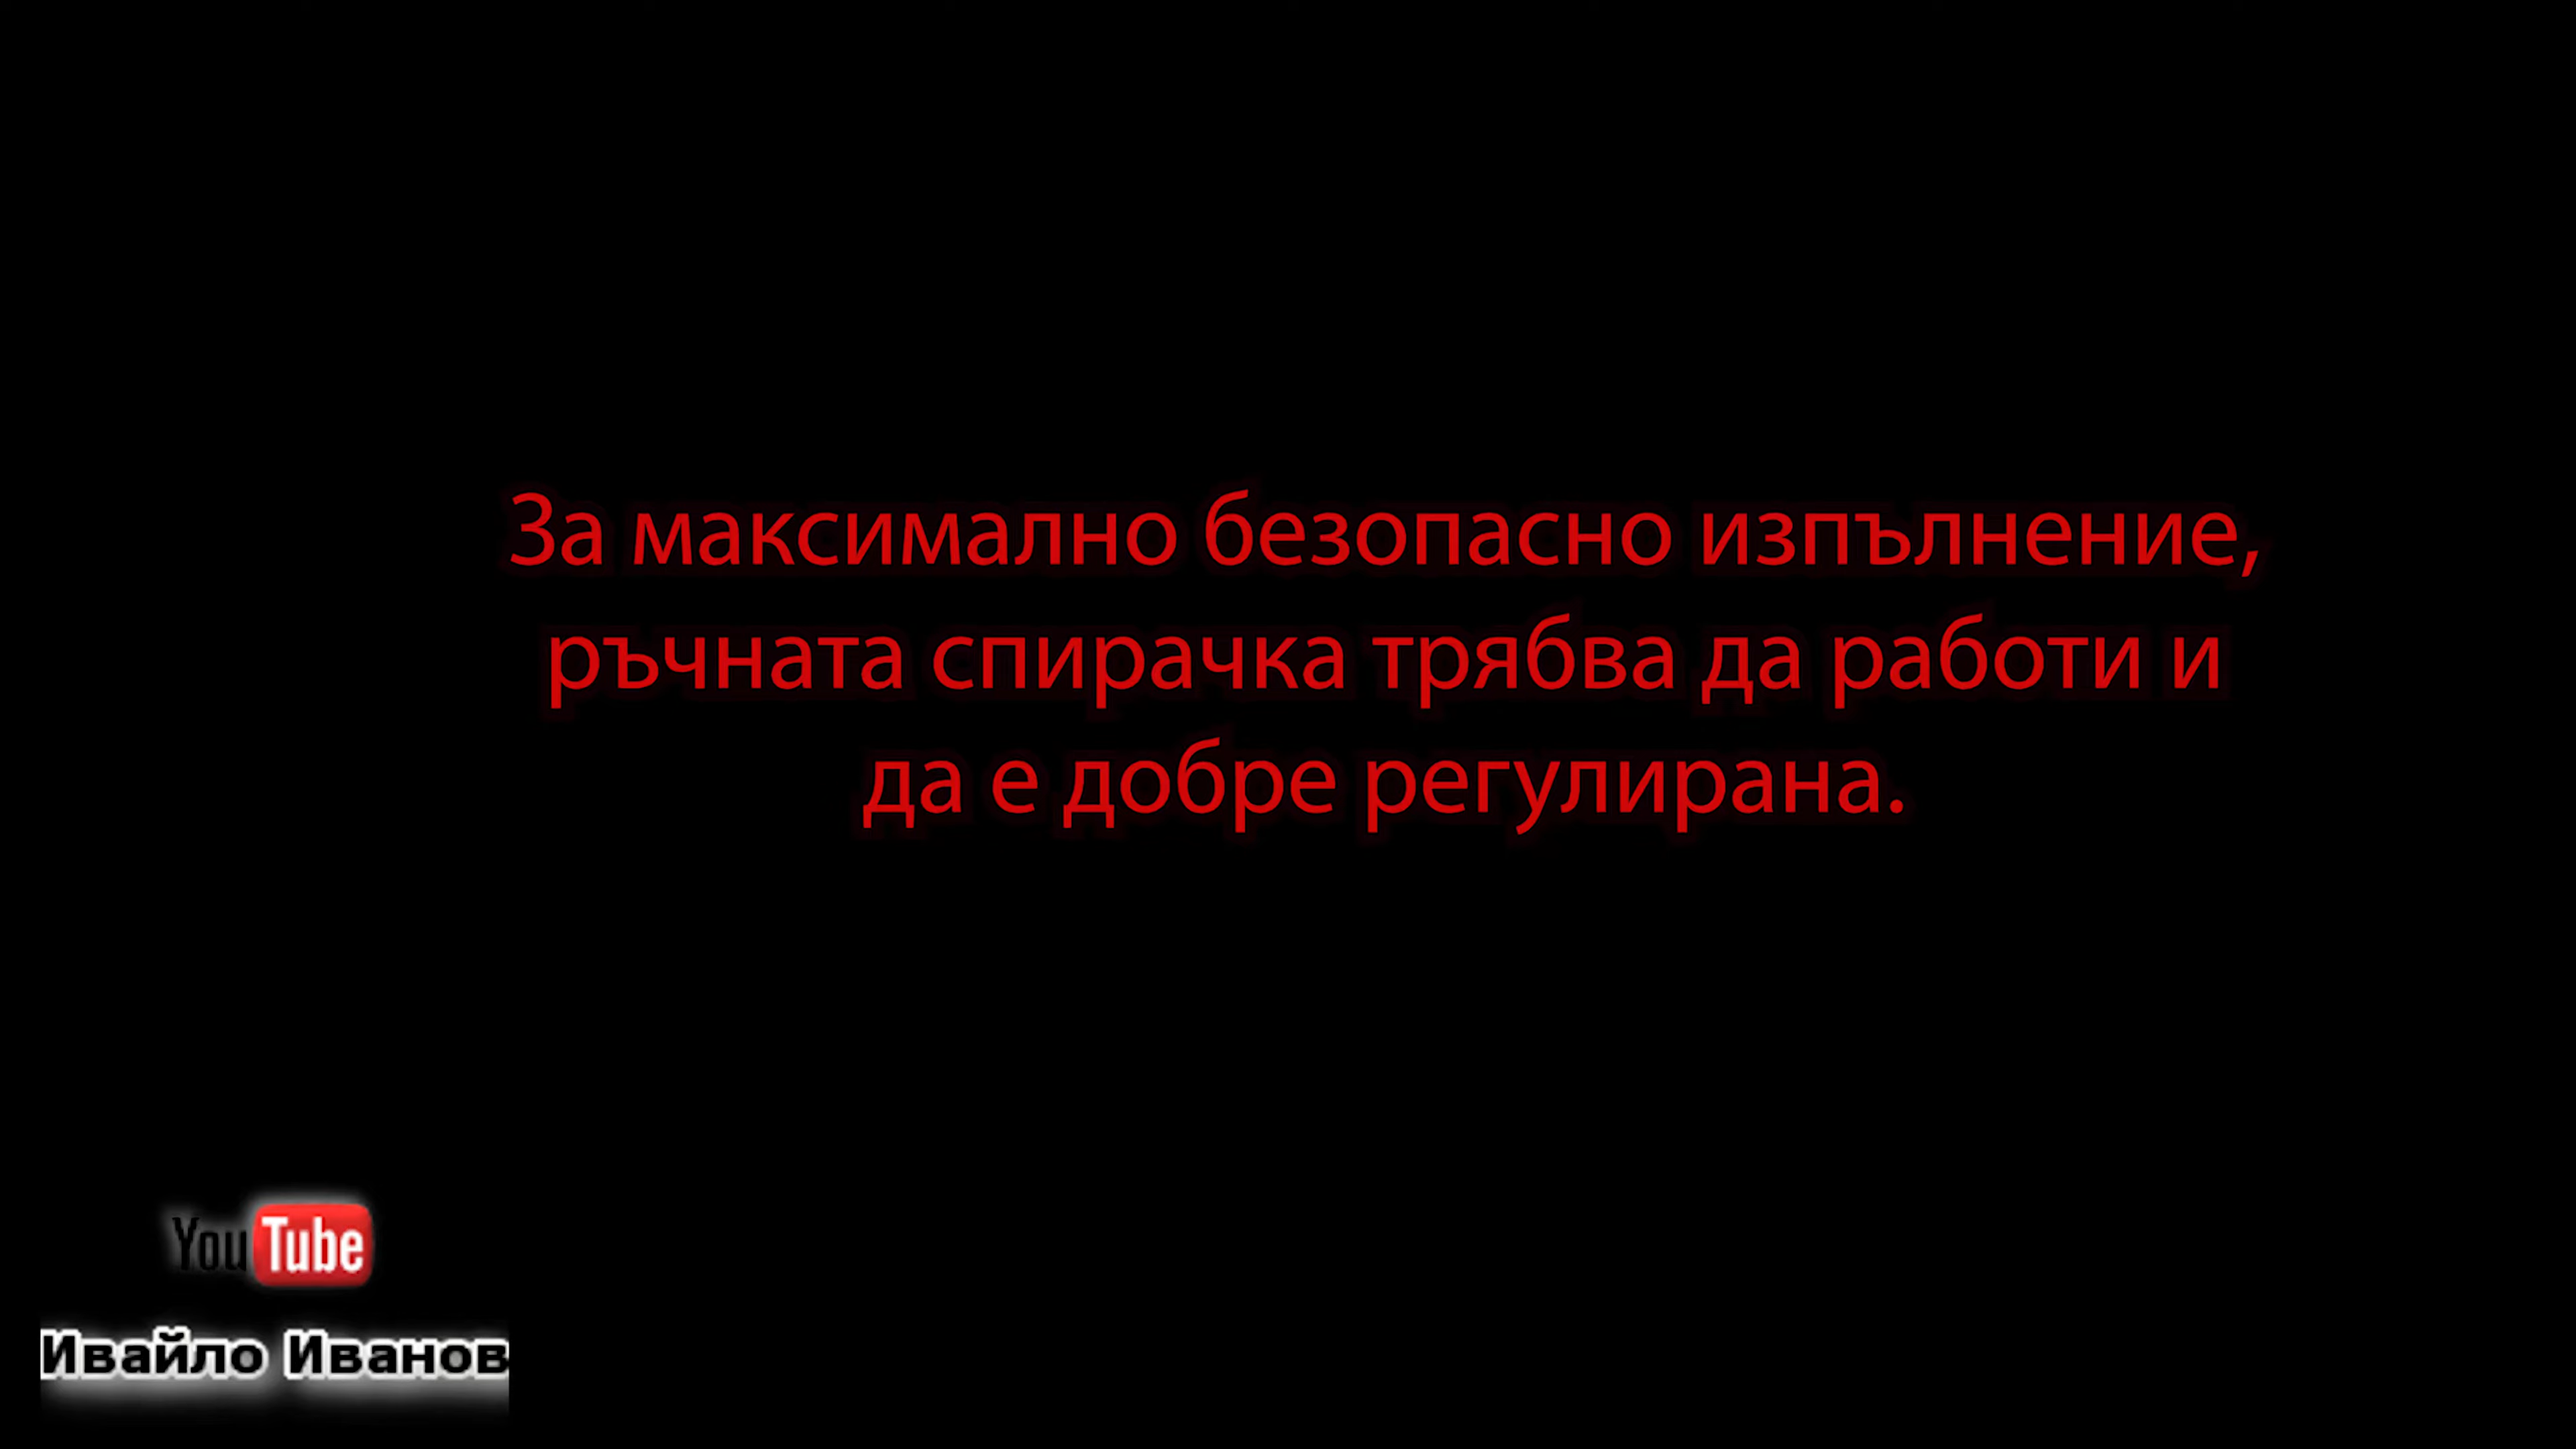 За максимално безопасно изпълнение,
ръчната спирачка трябва да работи и
да е добре регулирана.
YouTube
Ивайло Иванов